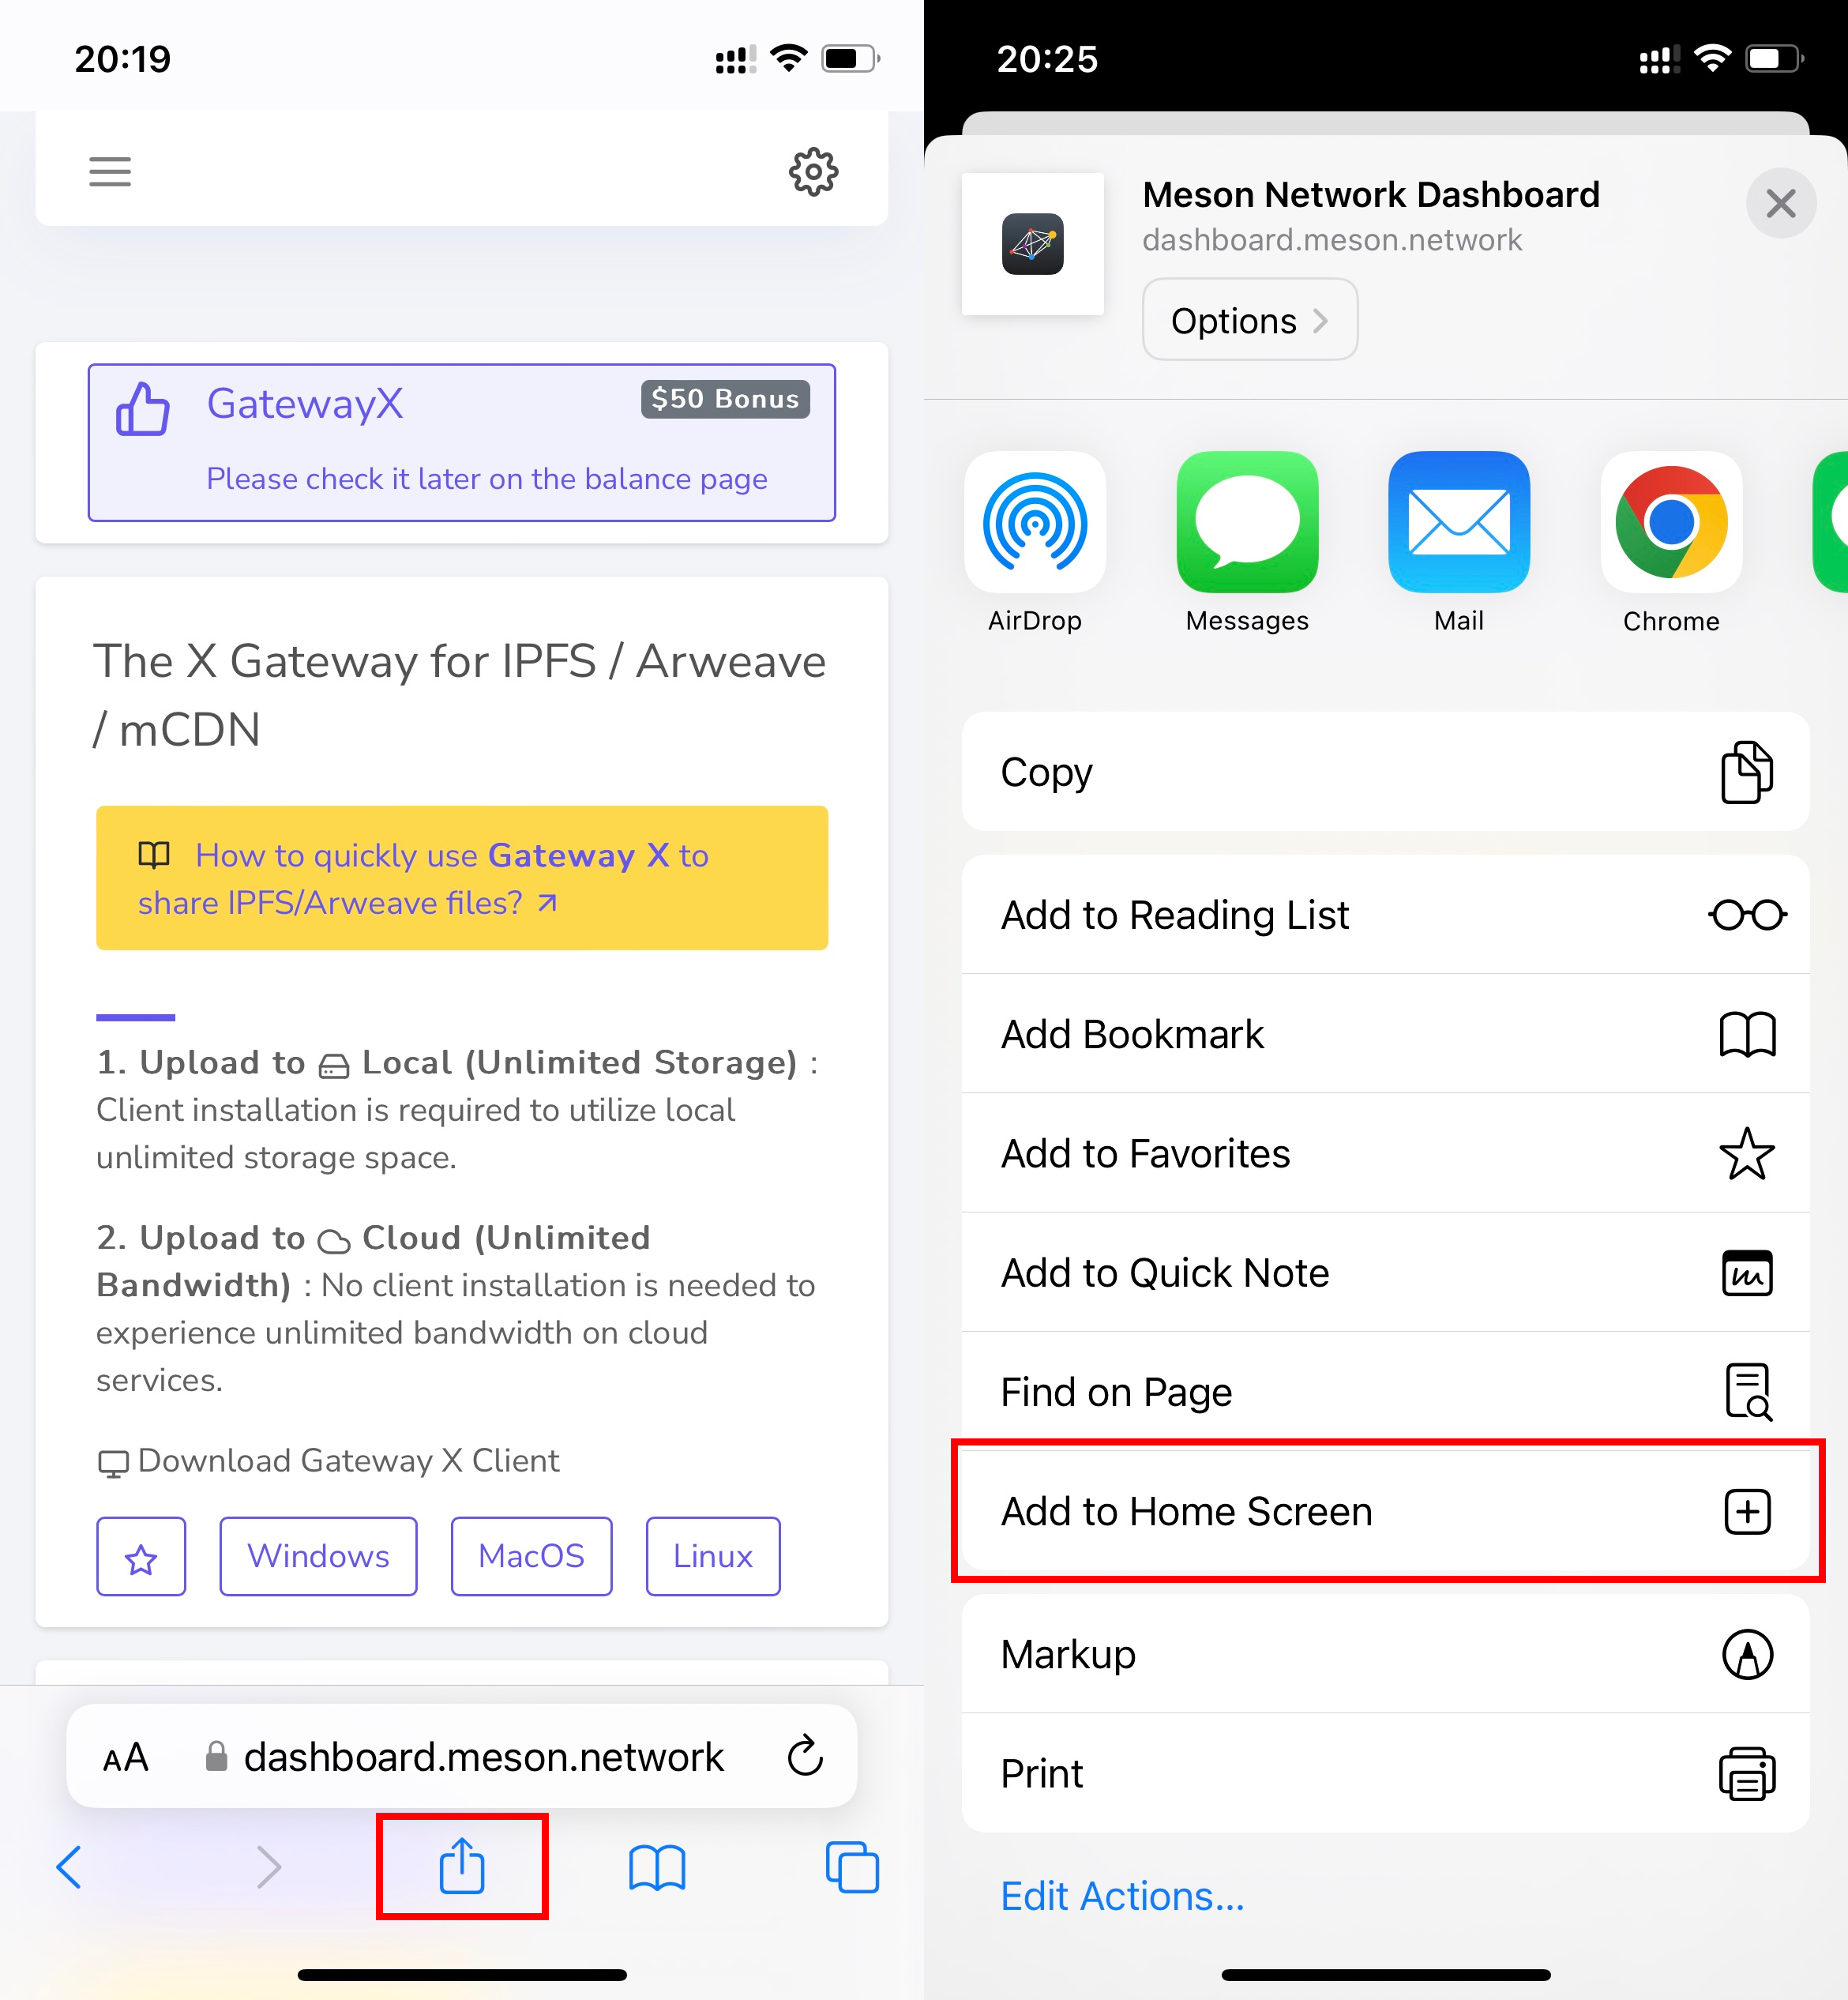 20:19
GatewayX
$50 Bonus
Please check it later on the balance page
The X Gateway for IPFS / Arweave
/ mCDN
How to quickly use Gateway X to
share IPFS/Arweave files?
1. Upload to Local (Unlimited Storage) :
Client installation is required to utilize local
unlimited storage space.
2. Upload to Cloud (Unlimited
Bandwidth) : No client installation is needed to
experience unlimited bandwidth on cloud
services.
Download Gateway X Client
Windows
MacOS
Linux
AA
dashboard.meson.network
20:25
Meson Network Dashboard
dashboard.meson.network
Options
AirDrop
Messages
Mail
Chrome
Copy
Add to Reading List
Add Bookmark
Add to Favorites
Add to Quick Note
Find on Page
Add to Home Screen
Markup
Print
Edit Actions...